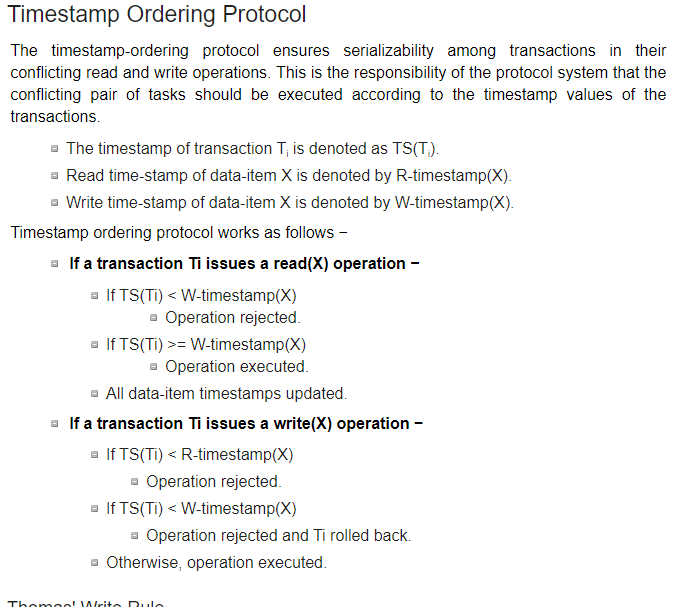 Timestamp Ordering Protocol
The timestamp-ordering protocol ensures serializability among transactions in their
conflicting read and write operations. This is the responsibility of the protocol system that the
conflicting pair of tasks should be executed according to the timestamp values of the
transactions.
The timestamp of transaction Ti is denoted as TS(Ti).
Read time-stamp of data-item X is denoted by R-timestamp(X).
Write time-stamp of data-item X is denoted by W-timestamp(X).
Timestamp ordering protocol works as follows −
If a transaction Ti issues a read(X) operation −
If TS(Ti) < W-timestamp(X)
Operation rejected.
If TS(Ti) >= W-timestamp(X)
Operation executed.
All data-item timestamps updated.
If a transaction Ti issues a write(X) operation −
If TS(Ti) < R-timestamp(X)
Operation rejected.
If TS(Ti) < W-timestamp(X)
Operation rejected and Ti rolled back.
Otherwise, operation executed.
Thomas' Write Rule